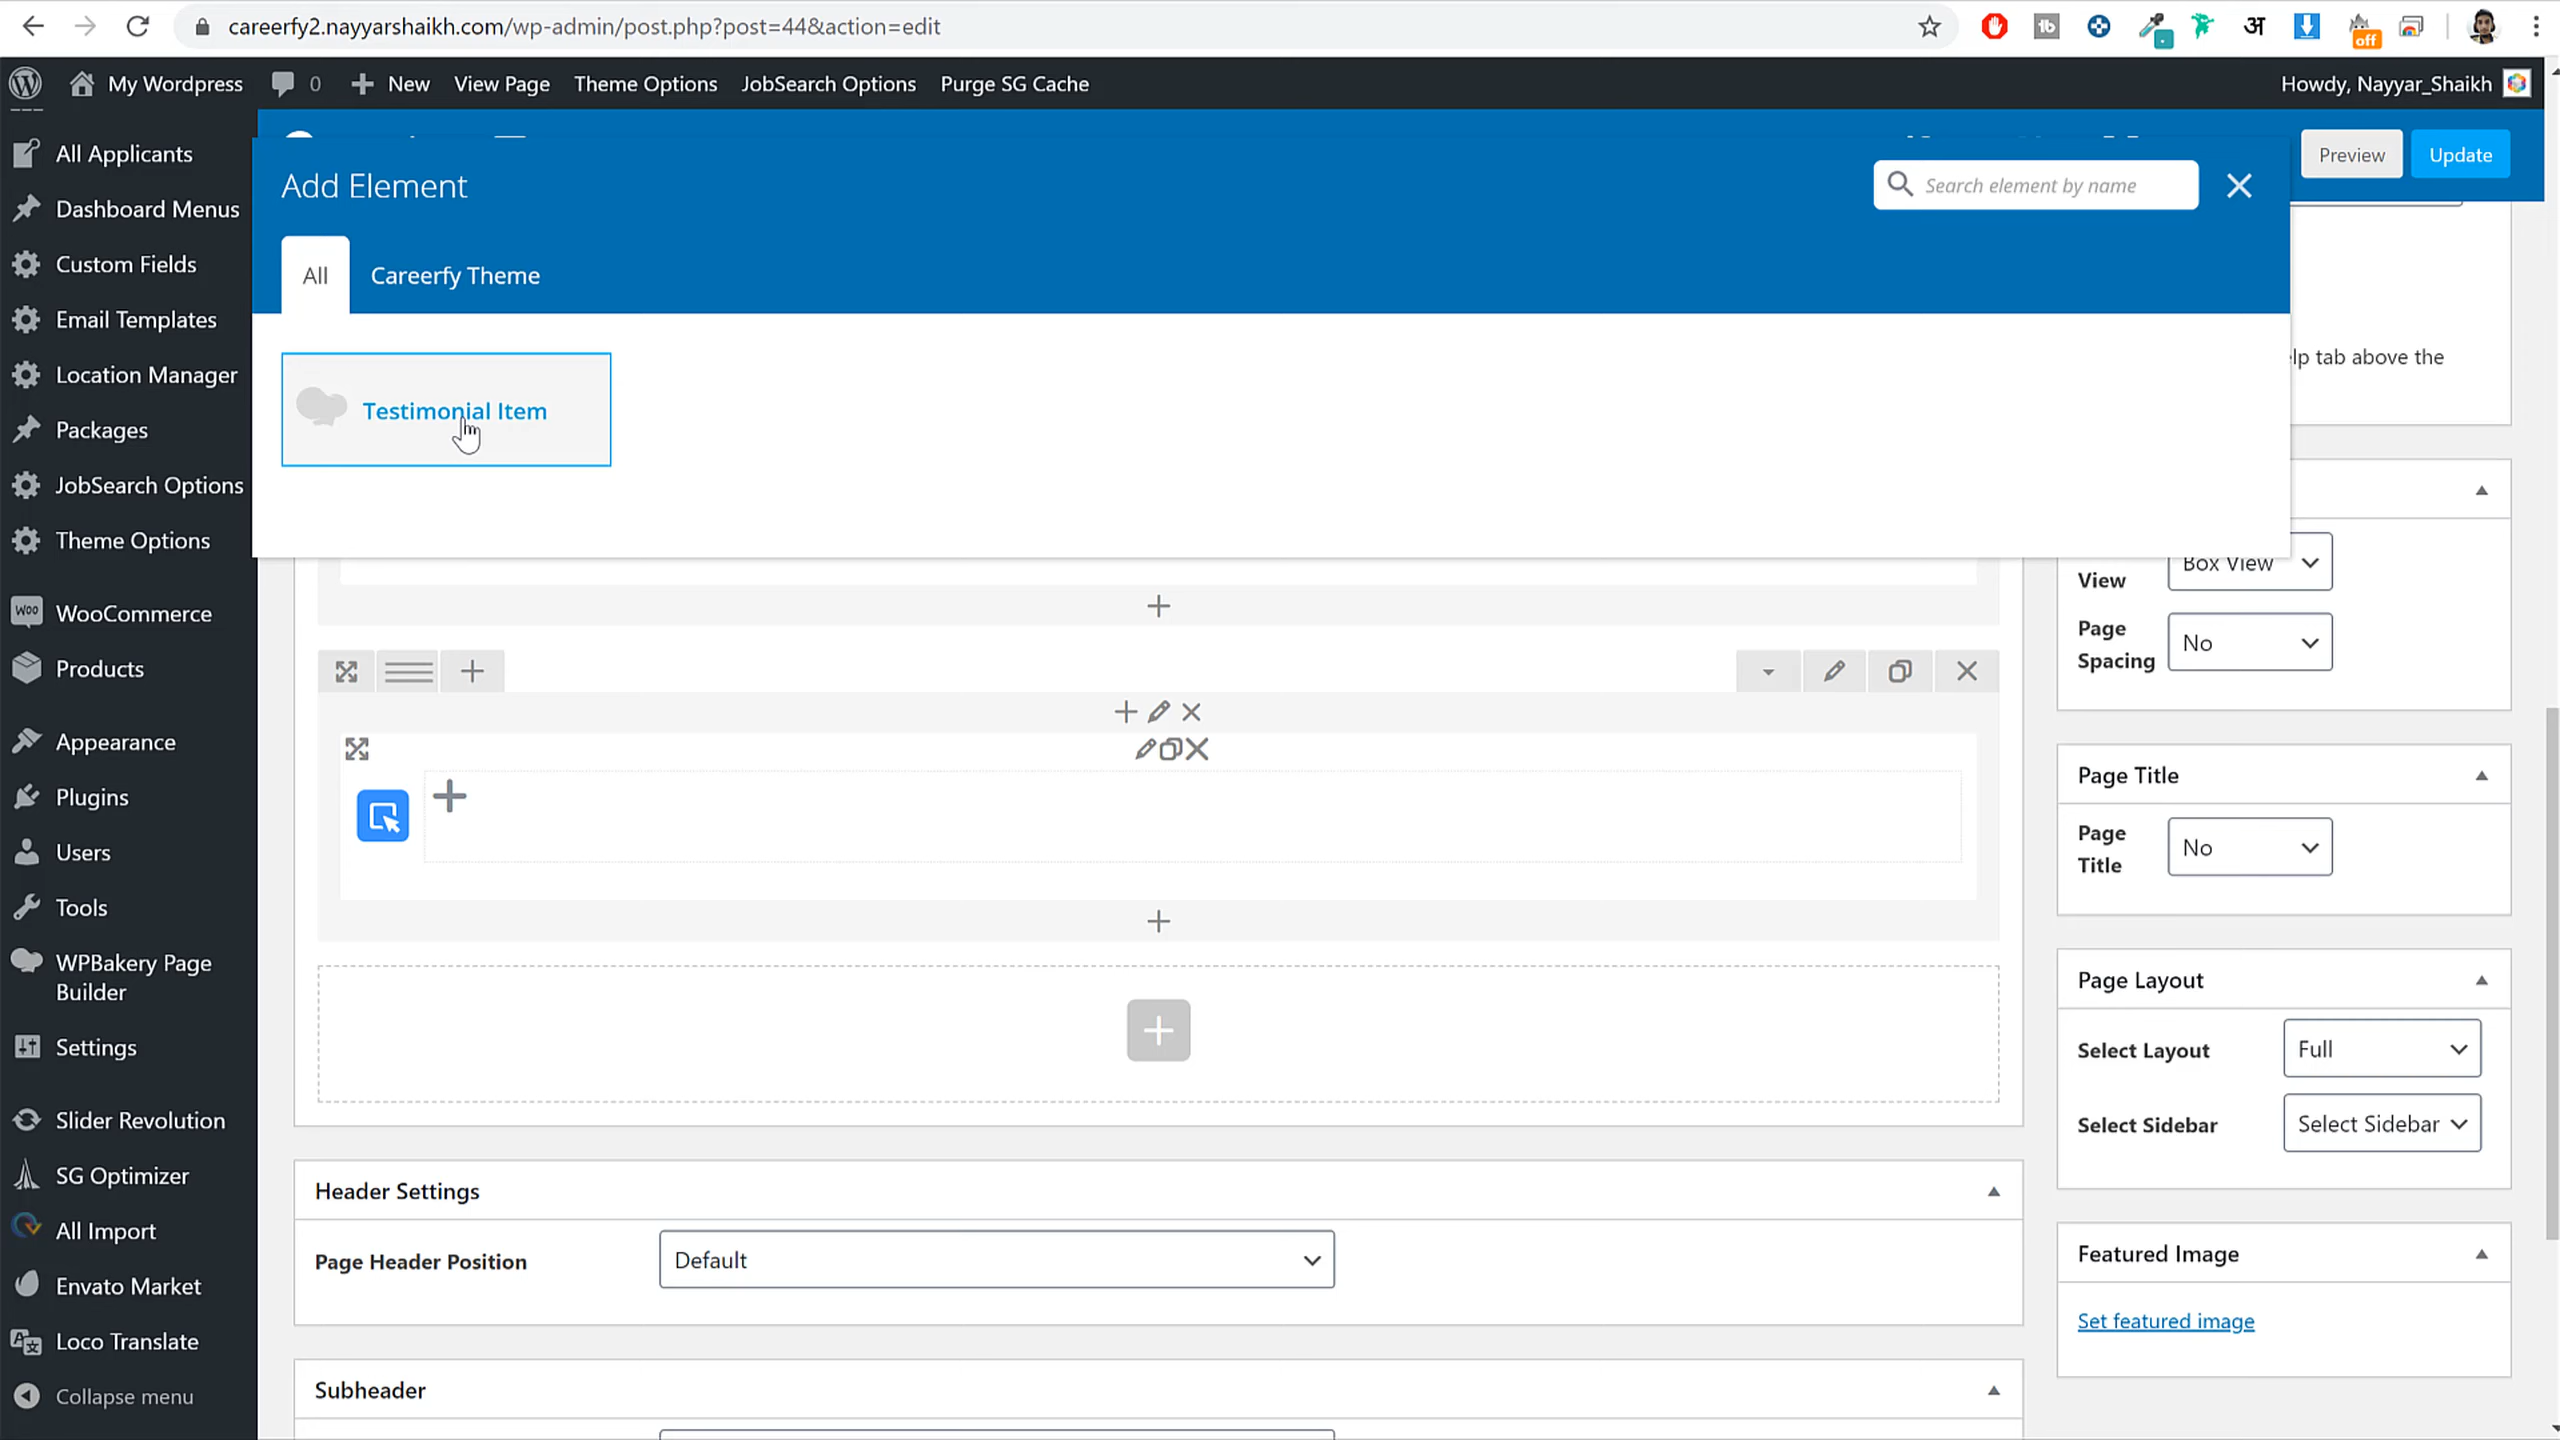 careerfy2.nayyarshaikh.com/wp-admin/post.php?post=44&action=edit
off
My Wordpress
0
New
View Page
Theme Options
JobSearch Options
Purge SG Cache
Howdy, Nayyar_Shaikh
All Applicants
Dashboard Menus
Custom Fields
Email Templates
Location Manager
Packages
JobSearch Options
Theme Options
WooCommerce
Products
Appearance
Plugins
Users
Tools
WPBakery Page
Builder
Settings
Slider Revolution
SG Optimizer
All Import
Envato Market
Loco Translate
Collapse menu
Add Element
Search element by name
Preview
Update
All
Careerfy Theme
Testimonial Item
lp tab above the
View
Box View
Page
Spacing
No
Page Title
Page
Title
No
Page Layout
Select Layout
Full
Select Sidebar
Select Sidebar
Header Settings
Page Header Position
Default
Featured Image
Set featured image
Subheader